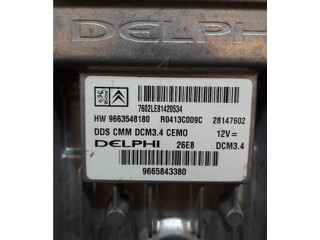 DELPHI
7602LE81420534
HW 9663548180 R0413C009C 28147602
DDS CMM DCM3.4 CEMO 12V=
DELPHI 26E8 DCM3.4
9665843380